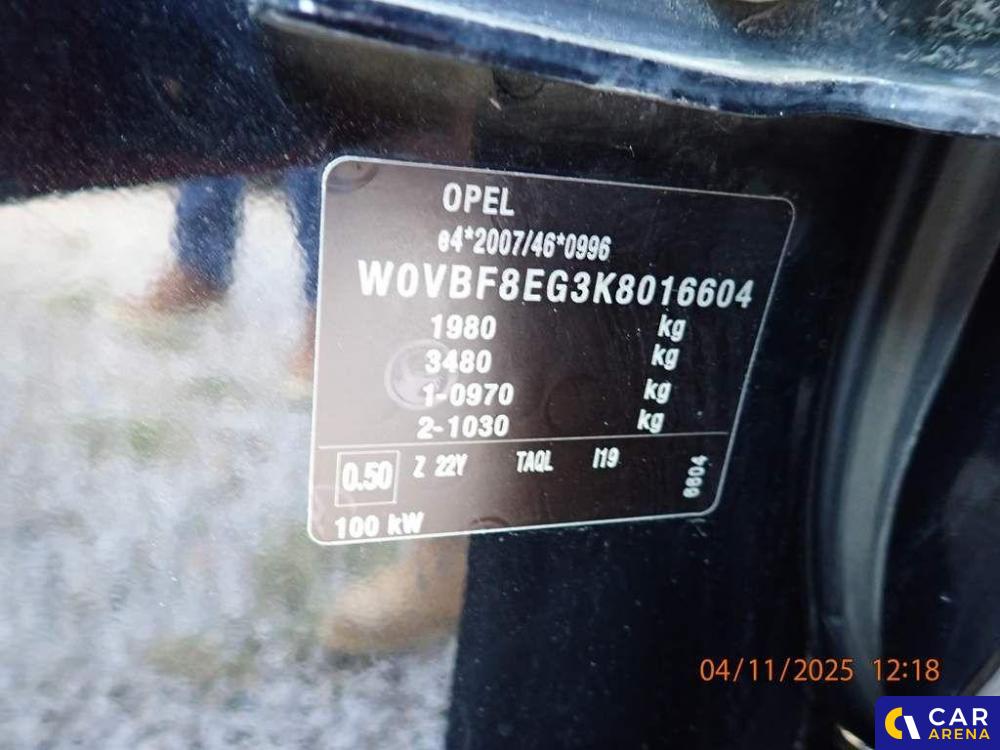 OPEL
e4*2007/46*0996
W0VBF8EG3K8016604
1980 kg
3480 kg
1-0970 kg
2-1030 kg
0.50 Z 22Y TAQL I19
6604
100 kW
04/11/2025 12:18
CAR
ARENA